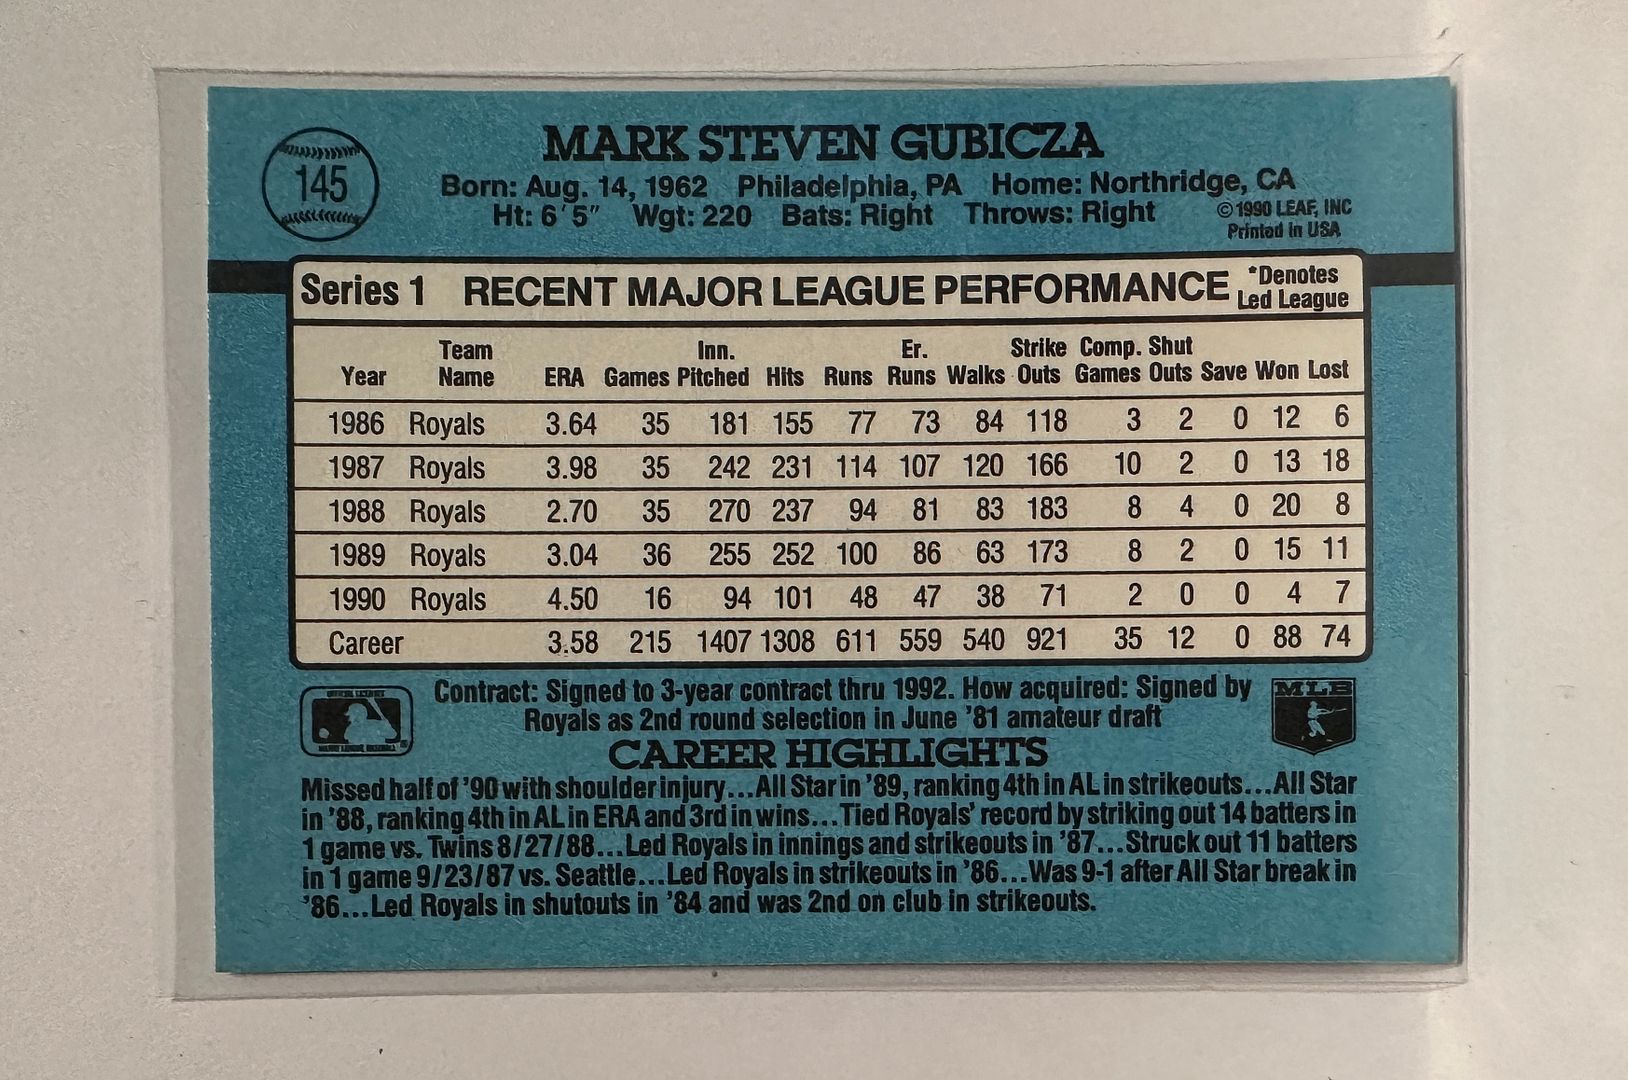 145
MARK STEVEN GUBICZA
Born: Aug. 14, 1962 Philadelphia, PA Home: Northridge, CA
Ht: 6'5" Wgt: 220 Bats: Right Throws: Right
©1990 LEAF, INC
Printed in USA
Series 1 RECENT MAJOR LEAGUE PERFORMANCE *Denotes
Led League
Team Inn. Er. Strike Comp. Shut
Year Name ERA Games Pitched Hits Runs Runs Walks Outs Games Outs Save Won Lost
1986 Royals 3.64 35 181 155 77 73 84 118 3 2 0 12 6
1987 Royals 3.98 35 242 231 114 107 120 166 10 2 0 13 18
1988 Royals 2.70 35 270 237 94 81 83 183 8 4 0 20 8
1989 Royals 3.04 36 255 252 100 86 63 173 8 2 0 15 11
1990 Royals 4.50 16 94 101 48 47 38 71 2 0 0 4 7
Career 3.58 215 1407 1308 611 559 540 921 35 12 0 88 74
Contract: Signed to 3-year contract thru 1992. How acquired: Signed by
Royals as 2nd round selection in June '81 amateur draft
MLB
CAREER HIGHLIGHTS
Missed half of '90 with shoulder injury...All Star in '89, ranking 4th in AL in strikeouts...All Star
in '88, ranking 4th in AL in ERA and 3rd in wins...Tied Royals' record by striking out 14 batters in
1 game vs. Twins 8/27/88...Led Royals in innings and strikeouts in '87...Struck out 11 batters
in 1 game 9/23/87 vs. Seattle...Led Royals in strikeouts in '86...Was 9-1 after All Star break in
'86...Led Royals in shutouts in '84 and was 2nd on club in strikeouts.